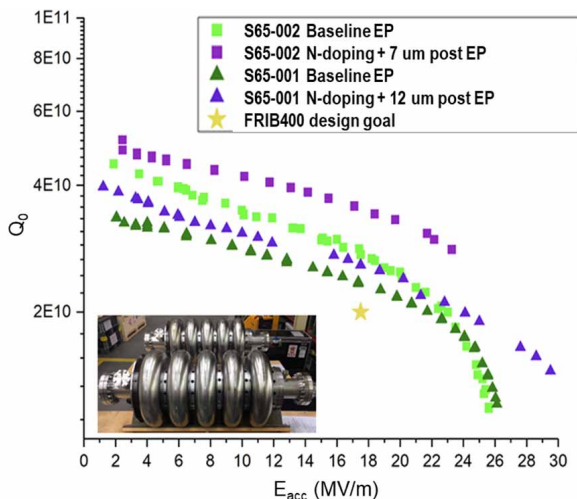 1E11
8E10
6E10
4E10
2E10
Q0
S65-002 Baseline EP
S65-002 N-doping + 7 um post EP
S65-001 Baseline EP
S65-001 N-doping + 12 um post EP
FRIB400 design goal
0 2 4 6 8 10 12 14 16 18 20 22 24 26 28 30
Eacc (MV/m)